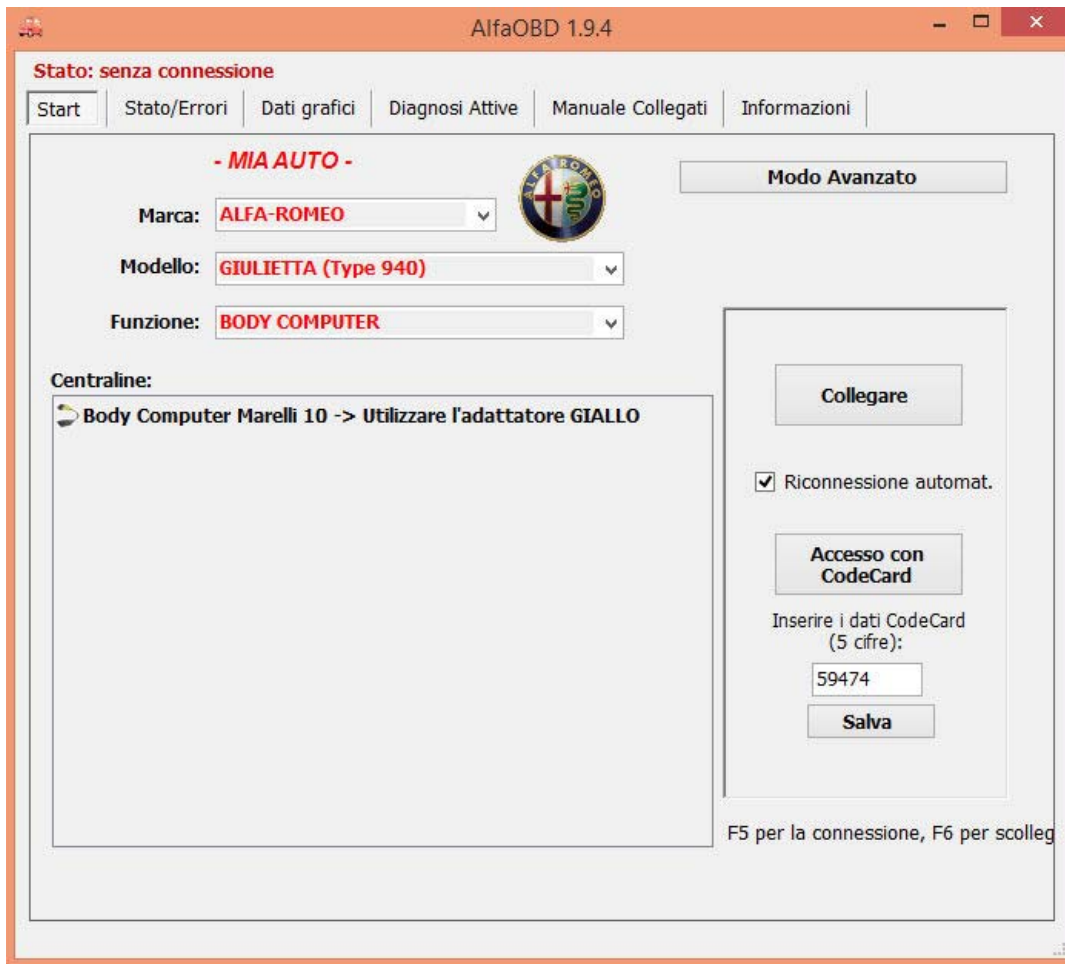 AlfaOBD 1.9.4
Stato: senza connessione
Start Stato/Errori Dati grafici Diagnosi Attive Manuale Collegati Informazioni
- MIA AUTO -
ALFA ROMEO
Modo Avanzato
Marca: ALFA-ROMEO
Modello: GIULIETTA (Type 940)
Funzione: BODY COMPUTER
Centraline:
Body Computer Marelli 10 -> Utilizzare l'adattatore GIALLO
Collegare
Riconnessione automat.
Accesso con
CodeCard
Inserire i dati CodeCard
(5 cifre):
59474
Salva
F5 per la connessione, F6 per scolleg